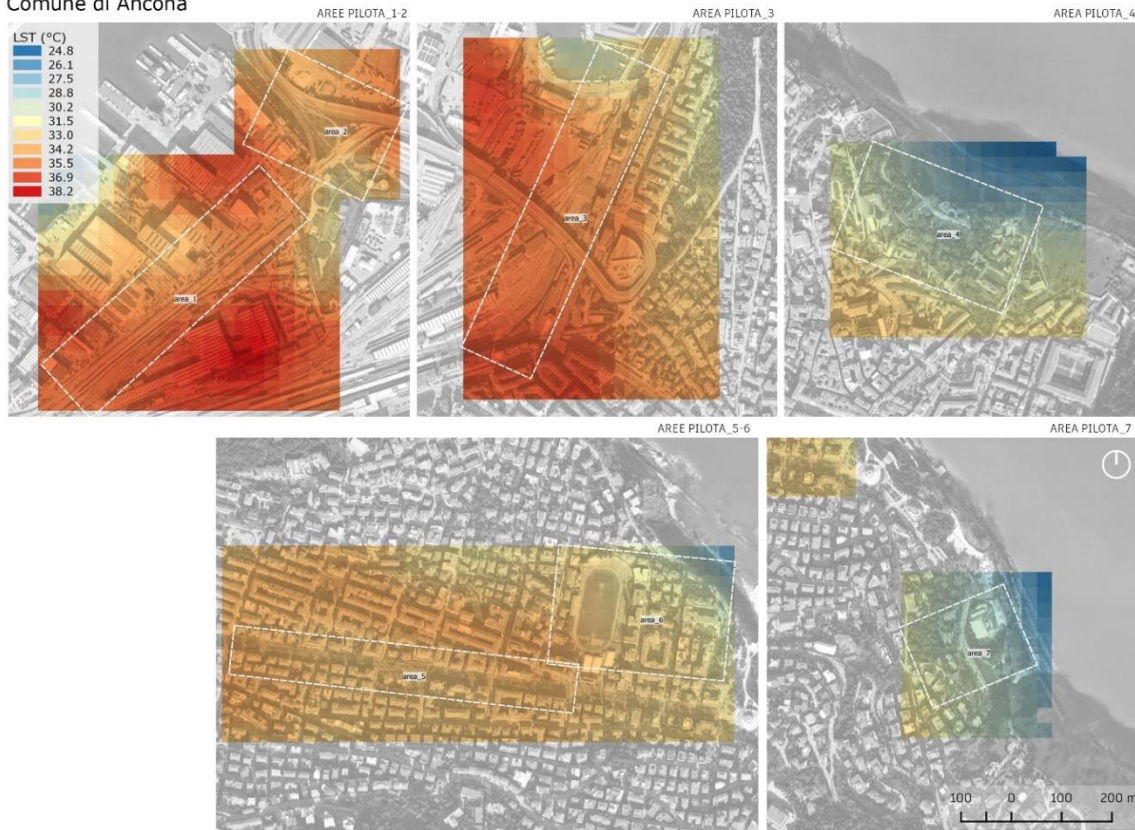 Comune di Ancona
AREE PILOTA_1-2
AREA PILOTA_3
AREA PILOTA_4
LST (°C)
24.8
26.1
27.5
28.8
30.2
31.5
33.0
34.2
35.5
36.9
38.2
area_2
area_1
area_3
area_4
AREE PILOTA_5-6
AREA PILOTA_7
area_6
area_5
area_7
100 0 100 200 m